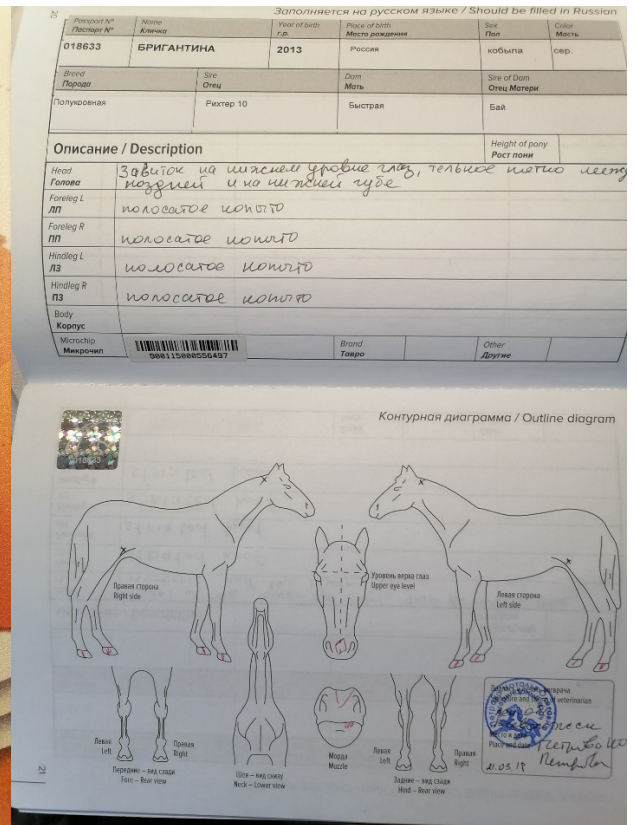 Заполняется на русском языке / Should be filled in Russian
20
Passport N° Name Year of birth Place of birth Sex Color
Паспорт N° Кличка г.р. Место рождения Пол Масть
018633 БРИГАНТИНА 2013 Россия кобыла сер.
Breed Sire Dam Sire of Dam
Порода Отец Мать Отец Матери
Полукровная Рихтер 10 Быстрая Бай
Описание / Description Height of pony
Рост пони
Head Завиток на нижнем уровне глаз, тельное пятно между
Голова ноздрей и на нижней губе
Foreleg L
ЛП полосатое копыто
Foreleg R
ПП полосатое копыто
Hindleg L
ЛЗ полосатое копыто
Hindleg R
ПЗ полосатое копыто
Body
Корпус
Microchip Brand Other
Микрочип Тавро Другие
900115000556497
Контурная диаграмма / Outline diagram
Уровень верха глаз
Upper eye level
Правая сторона
Right side
Левая сторона
Left side
Левая Правая
Left Right
Передние – вид сзади
Fore – Rear view
Шея – вид снизу
Neck – Lower view
Морда
Muzzle
Левая Правая
Left Right
Задние – вид сзади
Hind – Rear view
of veterinarian
Place and date
21